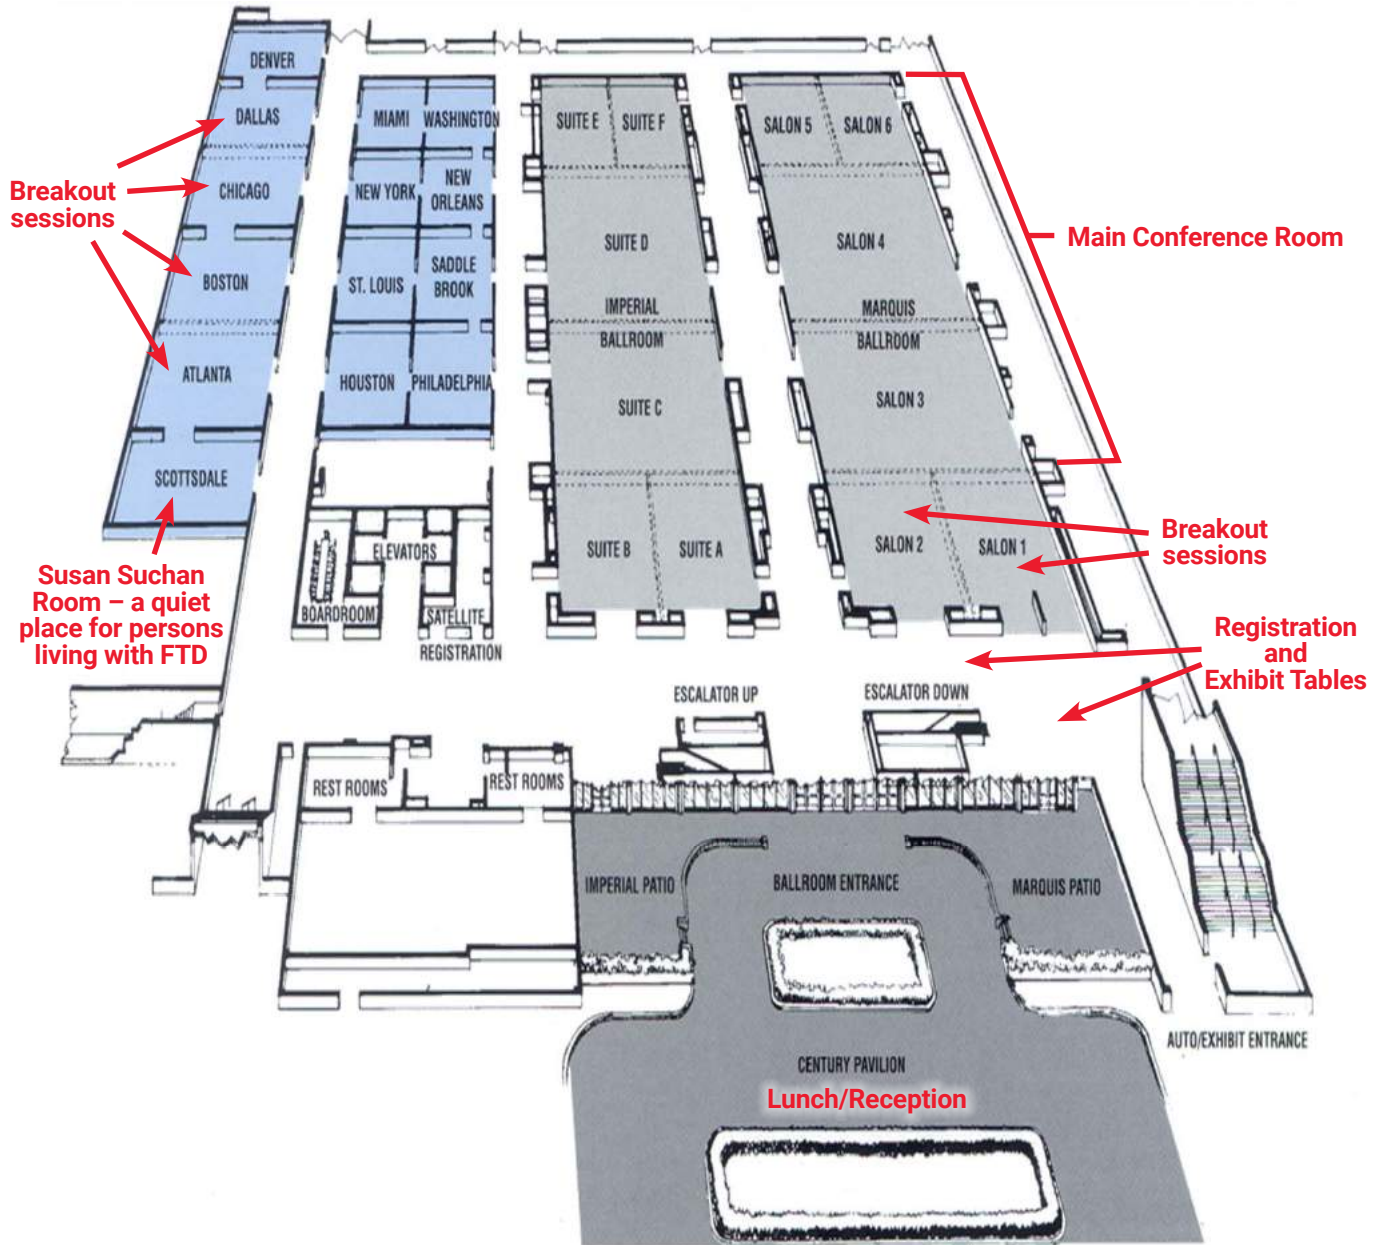 DENVER
DALLAS
CHICAGO
BOSTON
ATLANTA
SCOTTSDALE
Breakout
sessions
Susan Suchan
Room – a quiet
place for persons
living with FTD
MIAMI
WASHINGTON
NEW YORK
NEW
ORLEANS
ST. LOUIS
SADDLE
BROOK
HOUSTON
PHILADELPHIA
ELEVATORS
BOARDROOM
SATELLITE
REGISTRATION
SUITE E
SUITE F
SUITE D
IMPERIAL
BALLROOM
SUITE C
SUITE B
SUITE A
SALON 5
SALON 6
SALON 4
MARQUIS
BALLROOM
SALON 3
SALON 2
SALON 1
Main Conference Room
Breakout
sessions
Registration
and
Exhibit Tables
ESCALATOR UP
ESCALATOR DOWN
REST ROOMS
REST ROOMS
IMPERIAL PATIO
BALLROOM ENTRANCE
MARQUIS PATIO
AUTO/EXHIBIT ENTRANCE
CENTURY PAVILION
Lunch/Reception